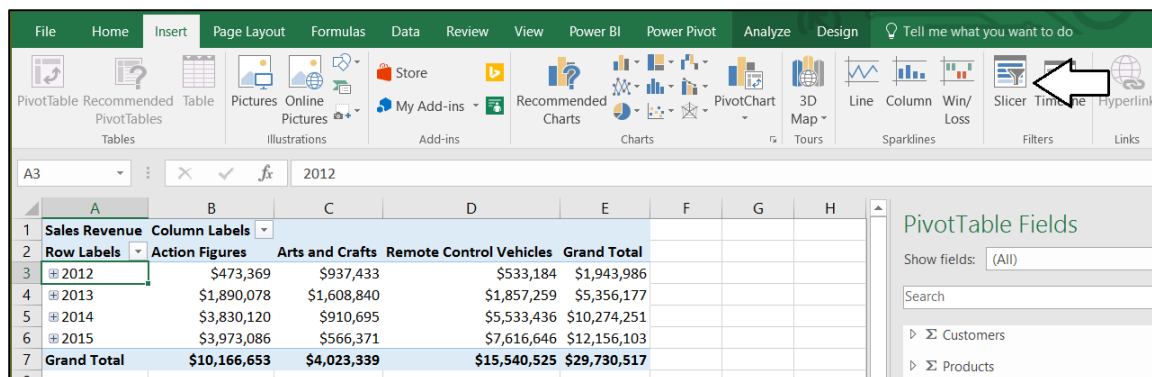 File Home Insert Page Layout Formulas Data Review View Power BI Power Pivot Analyze Design Tell me what you want to do
PivotTable Recommended PivotTables Table Pictures Online Pictures Store My Add-ins Recommended Charts PivotChart 3D Map Line Column Win/ Loss Slicer Hyperlink
Tables Illustrations Add-ins Charts Tours Sparklines Filters Links
A3 fx 2012
A B C D E F G H
1 Sales Revenue Column Labels
2 Row Labels Action Figures Arts and Crafts Remote Control Vehicles Grand Total
3 2012 $473,369 $937,433 $533,184 $1,943,986
4 2013 $1,890,078 $1,608,840 $1,857,259 $5,356,177
5 2014 $3,830,120 $910,695 $5,533,436 $10,274,251
6 2015 $3,973,086 $566,371 $7,616,646 $12,156,103
7 Grand Total $10,166,653 $4,023,339 $15,540,525 $29,730,517
PivotTable Fields
Show fields: (All)
Search
Σ Customers
Σ Products